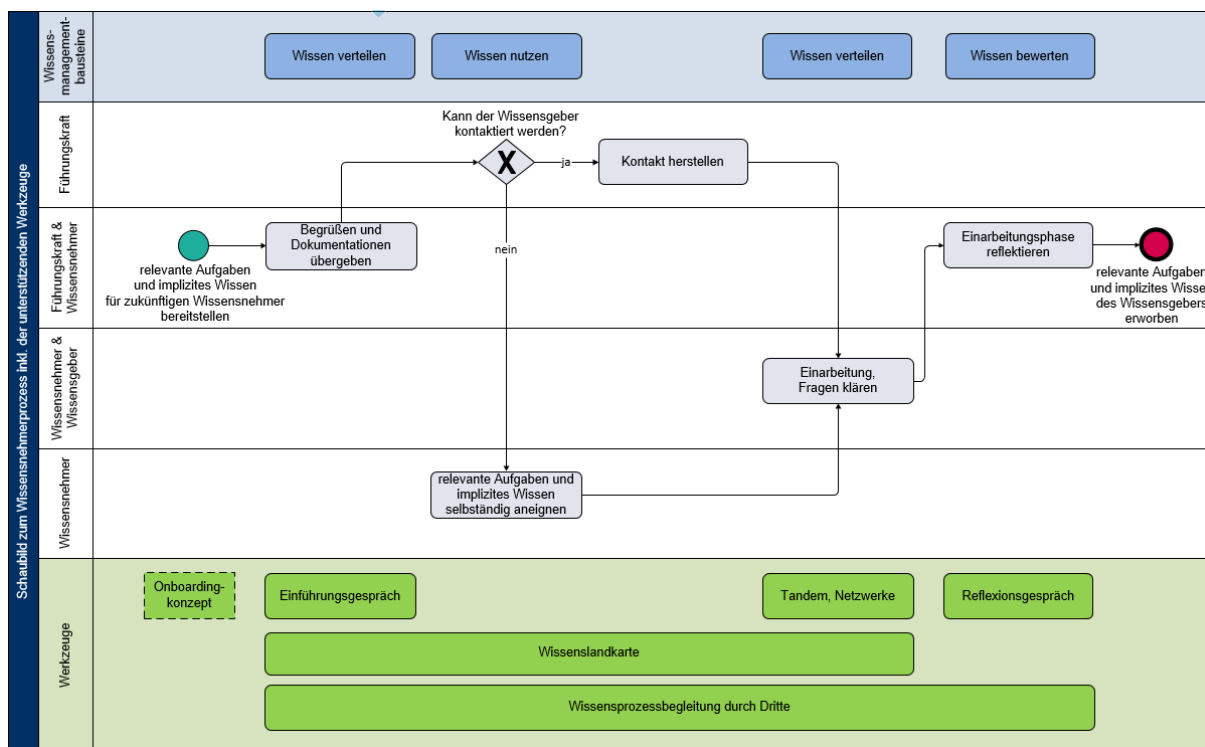 Schaubild zum Wissensnehmerprozess inkl. der unterstützenden Werkzeuge
Wissens-
management-
bausteine
Wissen verteilen
Wissen nutzen
Wissen verteilen
Wissen bewerten
Führungskraft
Kann der Wissensgeber
kontaktiert werden?
X
ja
Kontakt herstellen
nein
Führungskraft &
Wissensnehmer
relevante Aufgaben
und implizites Wissen
für zukünftigen Wissensnehmer
bereitstellen
Begrüßen und
Dokumentationen
übergeben
Einarbeitungsphase
reflektieren
relevante Aufgaben
und implizites Wisse
des Wissensgebers
erworben
Wissensnehmer &
Wissensgeber
Einarbeitung,
Fragen klären
Wissensnehmer
relevante Aufgaben und
implizites Wissen
selbständig aneignen
Werkzeuge
Onboarding-
konzept
Einführungsgespräch
Tandem, Netzwerke
Reflexionsgespräch
Wissenslandkarte
Wissensprozessbegleitung durch Dritte